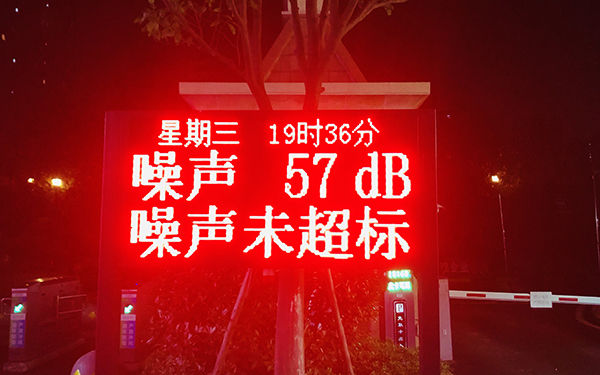 星期三 19时36分
噪声 57 dB
噪声未超标